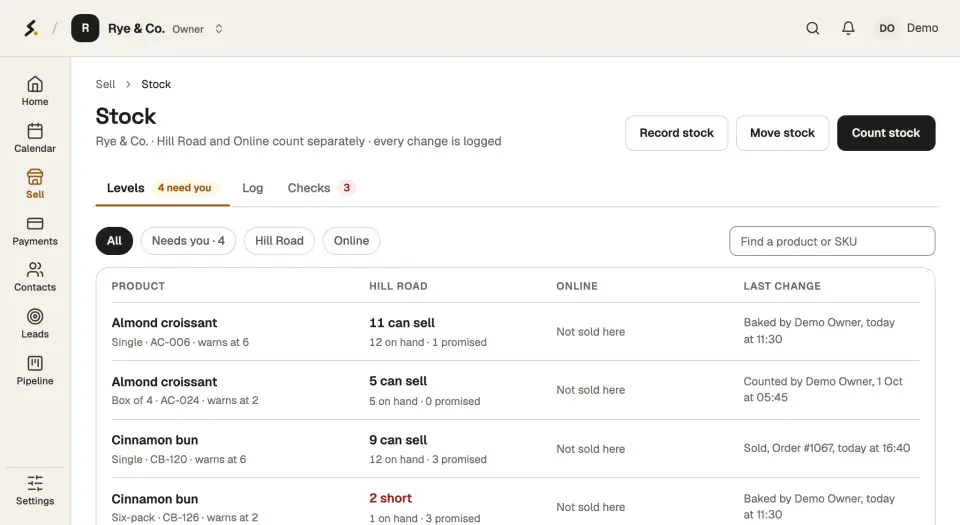 / R Rye & Co. Owner DO Demo
Home
Calendar
Sell
Payments
Contacts
Leads
Pipeline
Settings
Sell > Stock
Stock
Rye & Co. · Hill Road and Online count separately · every change is logged
Record stock Move stock Count stock
Levels 4 need you Log Checks 3
All Needs you · 4 Hill Road Online Find a product or SKU
PRODUCT HILL ROAD ONLINE LAST CHANGE
Almond croissant 11 can sell Not sold here Baked by Demo Owner, today
Single · AC-006 · warns at 6 12 on hand · 1 promised at 11:30
Almond croissant 5 can sell Not sold here Counted by Demo Owner, 1 Oct
Box of 4 · AC-024 · warns at 2 5 on hand · 0 promised at 05:45
Cinnamon bun 9 can sell Not sold here Sold, Order #1067, today at 16:40
Single · CB-120 · warns at 6 12 on hand · 3 promised
Cinnamon bun 2 short Not sold here Baked by Demo Owner, today
Six-pack · CB-126 · warns at 2 1 on hand · 3 promised at 11:30